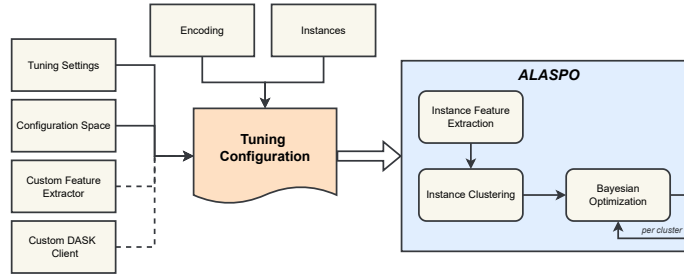 Encoding
Instances
Tuning Settings
Configuration Space
Custom Feature
Extractor
Custom DASK
Client
Tuning
Configuration
ALASPO
Instance Feature
Extraction
Instance Clustering
Bayesian
Optimization
per cluster